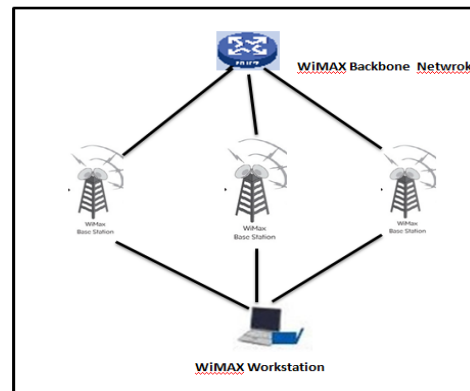 WiMAX Backbone Netwrok
WiMax
Base Station
WiMax
Base Station
WiMax
Base Station
WiMAX Workstation